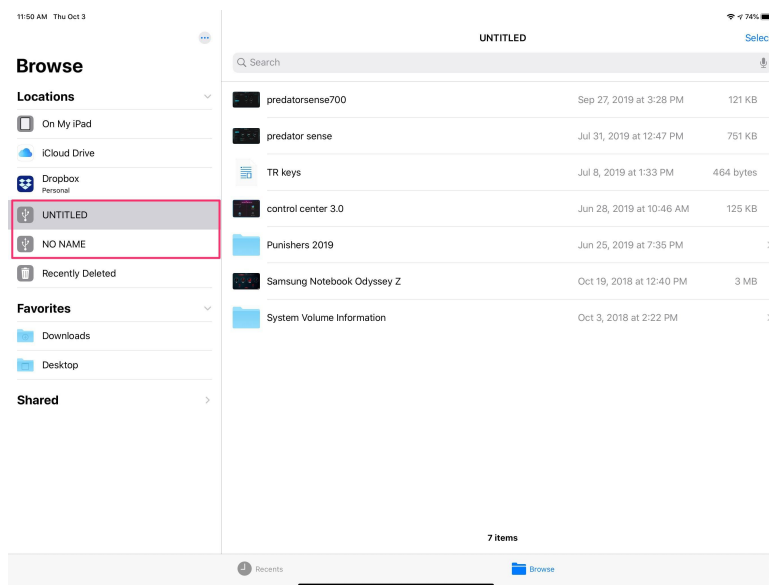 11:50 AM Thu Oct 3
74%
Browse
Locations
On My iPad
iCloud Drive
Dropbox
Personal
UNTITLED
NO NAME
Recently Deleted
Favorites
Downloads
Desktop
Shared
UNTITLED
Selec
Search
predatorsense700 Sep 27, 2019 at 3:28 PM 121 KB
predator sense Jul 31, 2019 at 12:47 PM 751 KB
TR keys Jul 8, 2019 at 1:33 PM 464 bytes
control center 3.0 Jun 28, 2019 at 10:46 AM 125 KB
Punishers 2019 Jun 25, 2019 at 7:35 PM
Samsung Notebook Odyssey Z Oct 19, 2018 at 12:40 PM 3 MB
System Volume Information Oct 3, 2018 at 2:22 PM
7 items
Recents
Browse